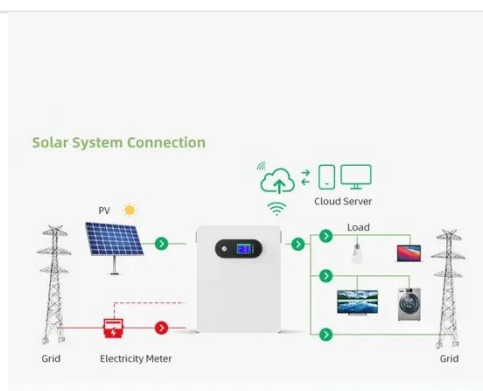 Solar System Connection
Cloud Server
PV
Load
Grid
Electricity Meter
Grid